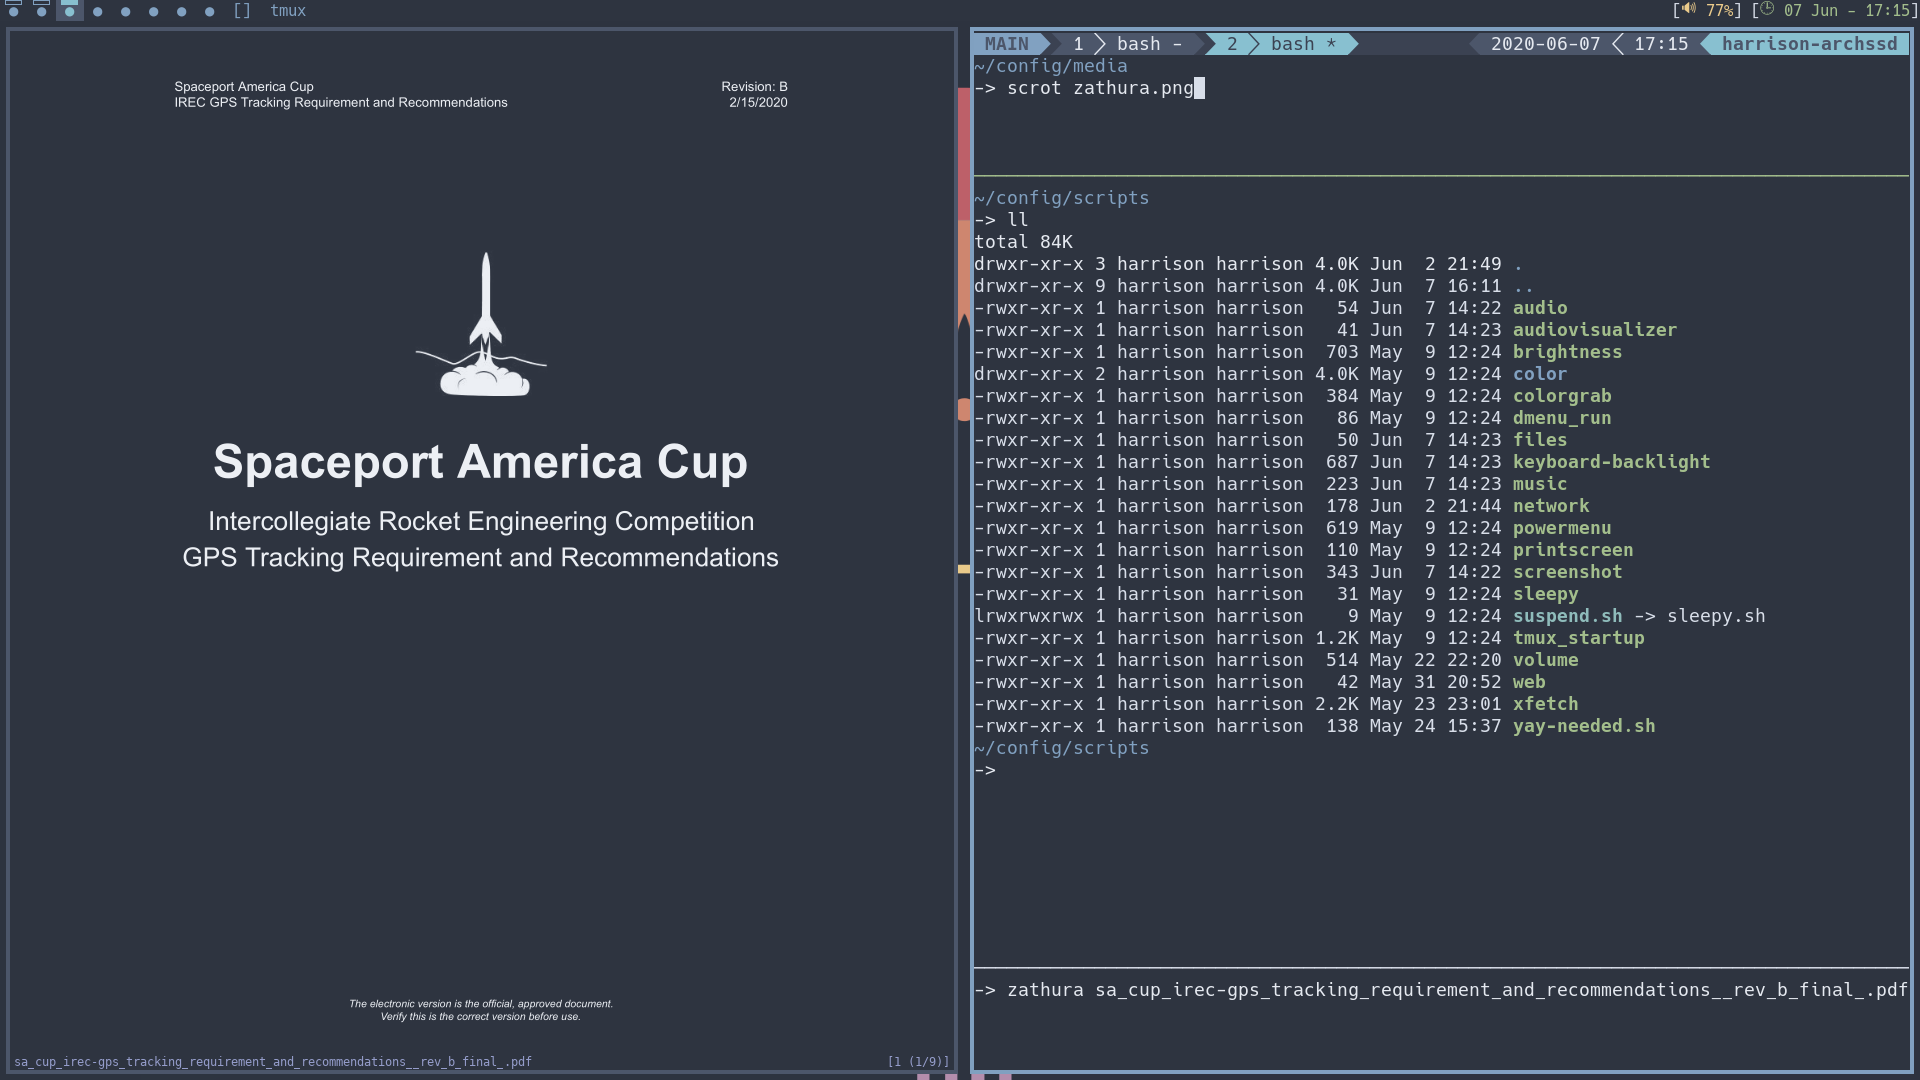 [] tmux
[ 77%] [ 07 Jun - 17:15]
Spaceport America Cup Revision: B
IREC GPS Tracking Requirement and Recommendations 2/15/2020
Spaceport America Cup
Intercollegiate Rocket Engineering Competition
GPS Tracking Requirement and Recommendations
The electronic version is the official, approved document.
Verify this is the correct version before use.
sa_cup_irec-gps_tracking_requirement_and_recommendations__rev_b_final_.pdf [1 (1/9)]
MAIN 1 bash - 2 bash * 2020-06-07 17:15 harrison-archssd
~/config/media
-> scrot zathura.png
~/config/scripts
-> ll
total 84K
drwxr-xr-x 3 harrison harrison 4.0K Jun  2 21:49 .
drwxr-xr-x 9 harrison harrison 4.0K Jun  7 16:11 ..
-rwxr-xr-x 1 harrison harrison   54 Jun  7 14:22 audio
-rwxr-xr-x 1 harrison harrison   41 Jun  7 14:23 audiovisualizer
-rwxr-xr-x 1 harrison harrison  703 May  9 12:24 brightness
drwxr-xr-x 2 harrison harrison 4.0K May  9 12:24 color
-rwxr-xr-x 1 harrison harrison  384 May  9 12:24 colorgrab
-rwxr-xr-x 1 harrison harrison   86 May  9 12:24 dmenu_run
-rwxr-xr-x 1 harrison harrison   50 Jun  7 14:23 files
-rwxr-xr-x 1 harrison harrison  687 Jun  7 14:23 keyboard-backlight
-rwxr-xr-x 1 harrison harrison  223 Jun  7 14:23 music
-rwxr-xr-x 1 harrison harrison  178 Jun  2 21:44 network
-rwxr-xr-x 1 harrison harrison  619 May  9 12:24 powermenu
-rwxr-xr-x 1 harrison harrison  110 May  9 12:24 printscreen
-rwxr-xr-x 1 harrison harrison  343 Jun  7 14:22 screenshot
-rwxr-xr-x 1 harrison harrison   31 May  9 12:24 sleepy
lrwxrwxrwx 1 harrison harrison    9 May  9 12:24 suspend.sh -> sleepy.sh
-rwxr-xr-x 1 harrison harrison 1.2K May  9 12:24 tmux_startup
-rwxr-xr-x 1 harrison harrison  514 May 22 22:20 volume
-rwxr-xr-x 1 harrison harrison   42 May 31 20:52 web
-rwxr-xr-x 1 harrison harrison 2.2K May 23 23:01 xfetch
-rwxr-xr-x 1 harrison harrison  138 May 24 15:37 yay-needed.sh
~/config/scripts
->
-> zathura sa_cup_irec-gps_tracking_requirement_and_recommendations__rev_b_final_.pdf